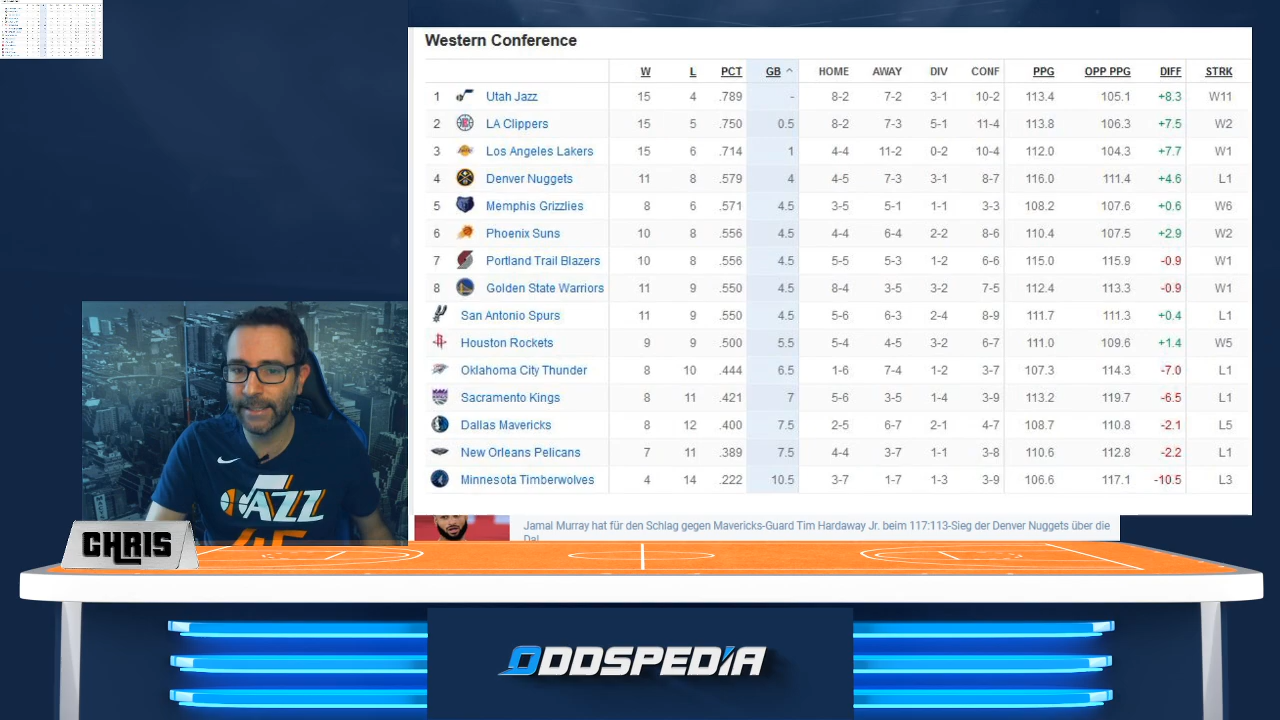 Western Conference
W L PCT GB HOME AWAY DIV CONF PPG OPP PPG DIFF STRK
1 Utah Jazz 15 4 .789 - 8-2 7-2 3-1 10-2 113.4 105.1 +8.3 W11
2 LA Clippers 15 5 .750 0.5 8-2 7-3 5-1 11-4 113.8 106.3 +7.5 W2
3 Los Angeles Lakers 15 6 .714 1 4-4 11-2 0-2 10-4 112.0 104.3 +7.7 W1
4 Denver Nuggets 11 8 .579 4 4-5 7-3 3-1 8-7 116.0 111.4 +4.6 L1
5 Memphis Grizzlies 8 6 .571 4.5 3-5 5-1 1-1 3-3 108.2 107.6 +0.6 W6
6 Phoenix Suns 10 8 .556 4.5 4-4 6-4 2-2 8-6 110.4 107.5 +2.9 W2
7 Portland Trail Blazers 10 8 .556 4.5 5-5 5-3 1-2 6-6 115.0 115.9 -0.9 W1
8 Golden State Warriors 11 9 .550 4.5 8-4 3-5 3-2 7-5 112.4 113.3 -0.9 W1
San Antonio Spurs 11 9 .550 4.5 5-6 6-3 2-4 8-9 111.7 111.3 +0.4 L1
Houston Rockets 9 9 .500 5.5 5-4 4-5 3-2 6-7 111.0 109.6 +1.4 W5
Oklahoma City Thunder 8 10 .444 6.5 1-6 7-4 1-2 3-7 107.3 114.3 -7.0 L1
Sacramento Kings 8 11 .421 7 5-6 3-5 1-4 3-9 113.2 119.7 -6.5 L1
Dallas Mavericks 8 12 .400 7.5 2-5 6-7 2-1 4-7 108.7 110.8 -2.1 L5
New Orleans Pelicans 7 11 .389 7.5 4-4 3-7 1-1 3-8 110.6 112.8 -2.2 L1
Minnesota Timberwolves 4 14 .222 10.5 3-7 1-7 1-3 3-9 106.6 117.1 -10.5 L3
Jamal Murray hat für den Schlag gegen Mavericks-Guard Tim Hardaway Jr. beim 117:113-Sieg der Denver Nuggets über die
Dal
JAZZ
CHRIS
ODDSPEDIA